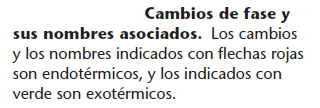 Cambios de fase y
sus nombres asociados. Los cambios
y los nombres indicados con flechas rojas
son endotérmicos, y los indicados con
verde son exotérmicos.